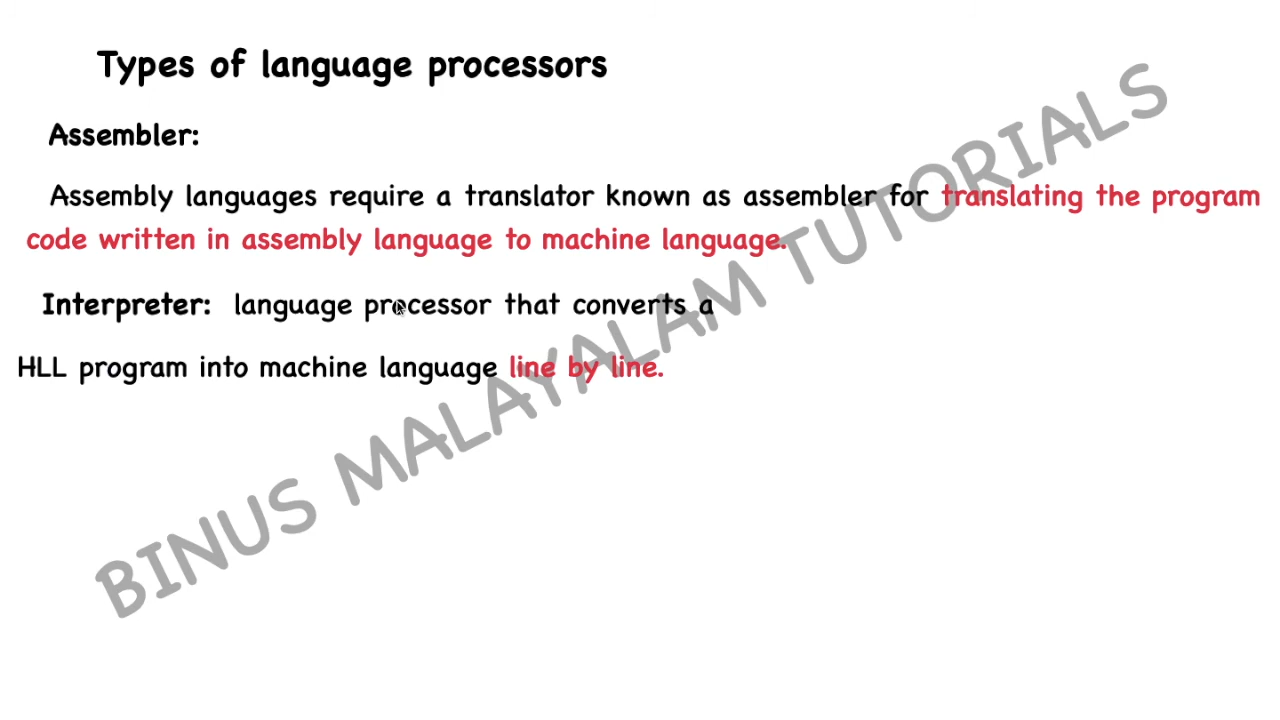 Types of language processors
Assembler:
Assembly languages require a translator known as assembler for translating the program
code written in assembly language to machine language.
Interpreter: language processor that converts a
HLL program into machine language line by line.
BINUS MALAYALAM TUTORIALS